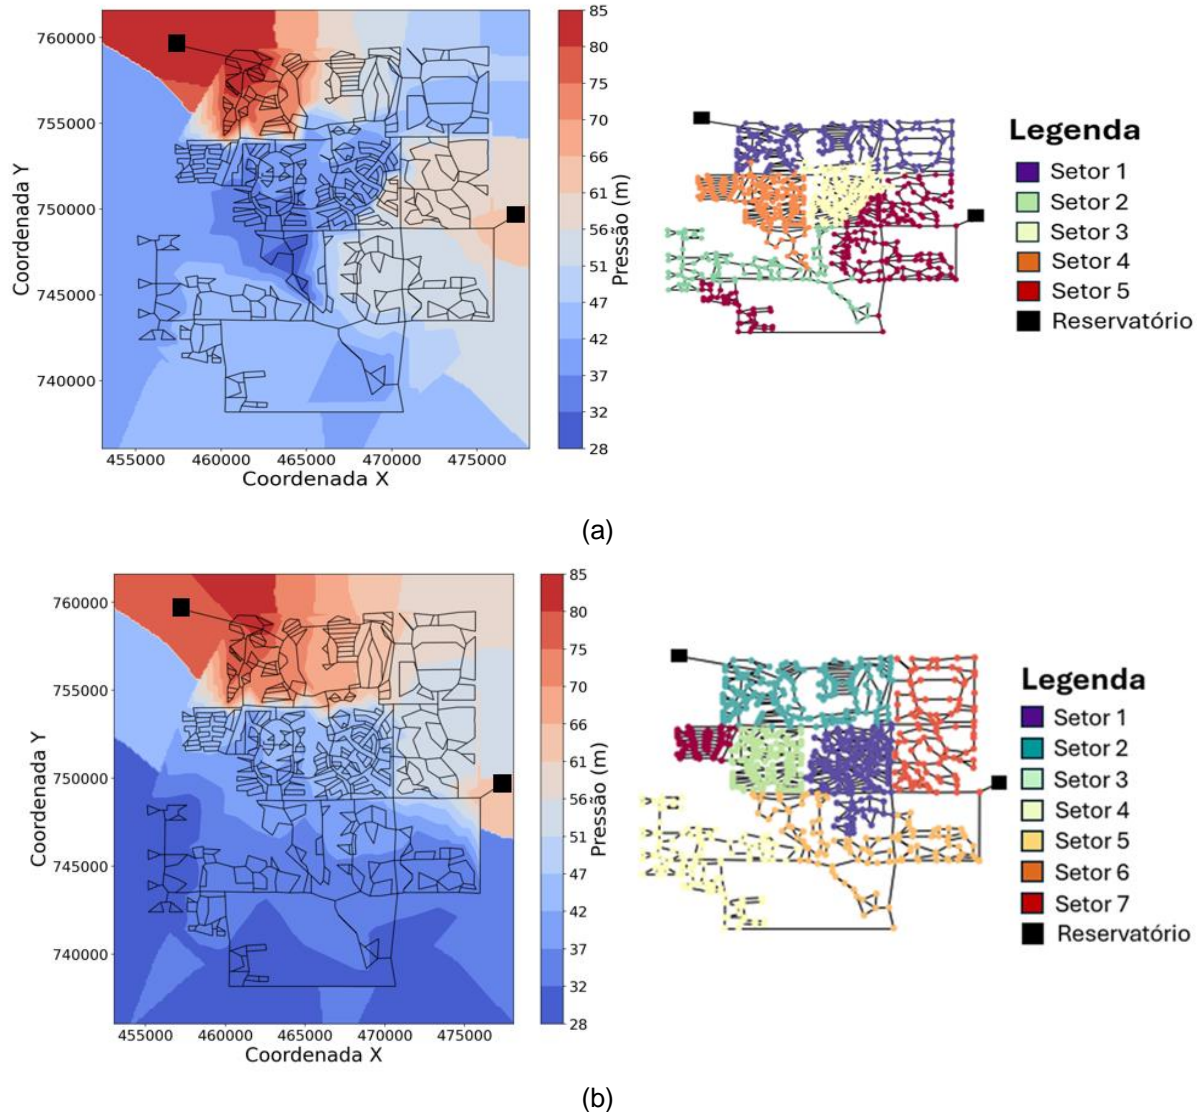 85
80
75
70
66
61
56
51
47
42
37
32
28
Pressão (m)
760000
755000
750000
745000
740000
Coordenada Y
455000 460000 465000 470000 475000
Coordenada X
Legenda
Setor 1
Setor 2
Setor 3
Setor 4
Setor 5
Reservatório
(a)
85
80
75
70
66
61
56
51
47
42
37
32
28
Pressão (m)
760000
755000
750000
745000
740000
Coordenada Y
455000 460000 465000 470000 475000
Coordenada X
Legenda
Setor 1
Setor 2
Setor 3
Setor 4
Setor 5
Setor 6
Setor 7
Reservatório
(b)